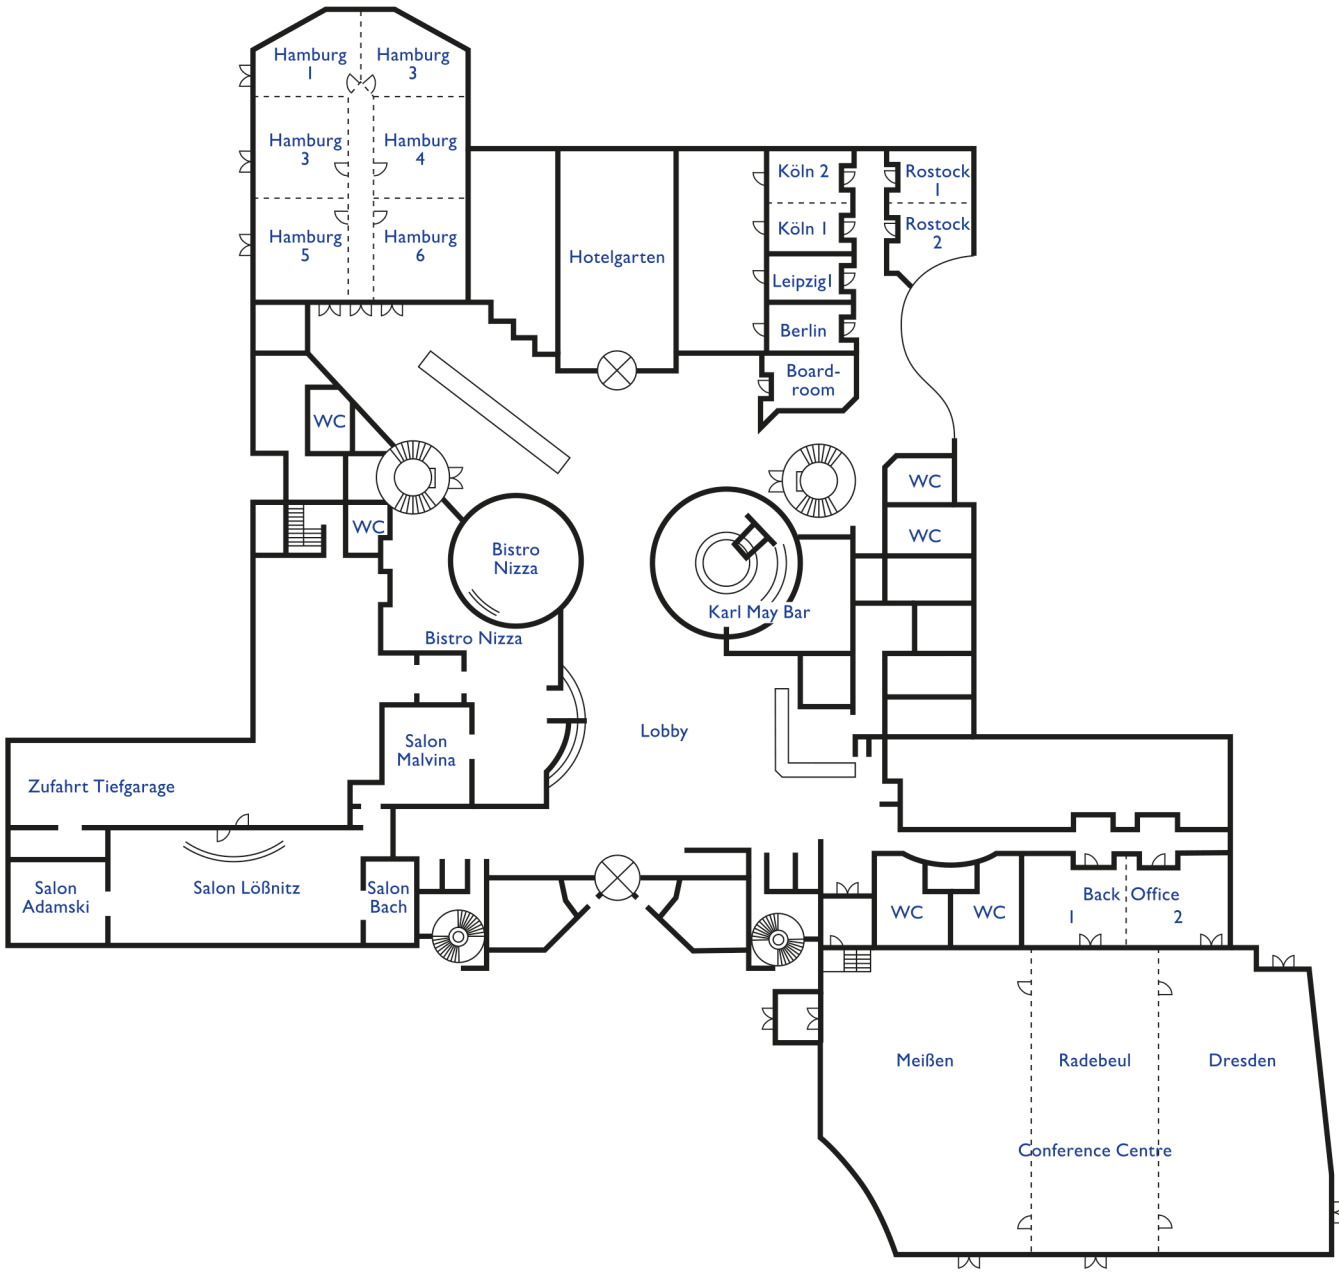 Hamburg
1
Hamburg
3
Hamburg
3
Hamburg
4
Hamburg
5
Hamburg
6
Hotelgarten
Köln 2
Köln 1
Leipzig1
Berlin
Board-
room
Rostock
1
Rostock
2
WC
WC
WC
WC
Bistro
Nizza
Bistro Nizza
Karl May Bar
Lobby
Salon
Malvina
Zufahrt Tiefgarage
Salon
Adamski
Salon Lößnitz
Salon
Bach
WC
WC
Back Office
1 2
Meißen
Radebeul
Dresden
Conference Centre